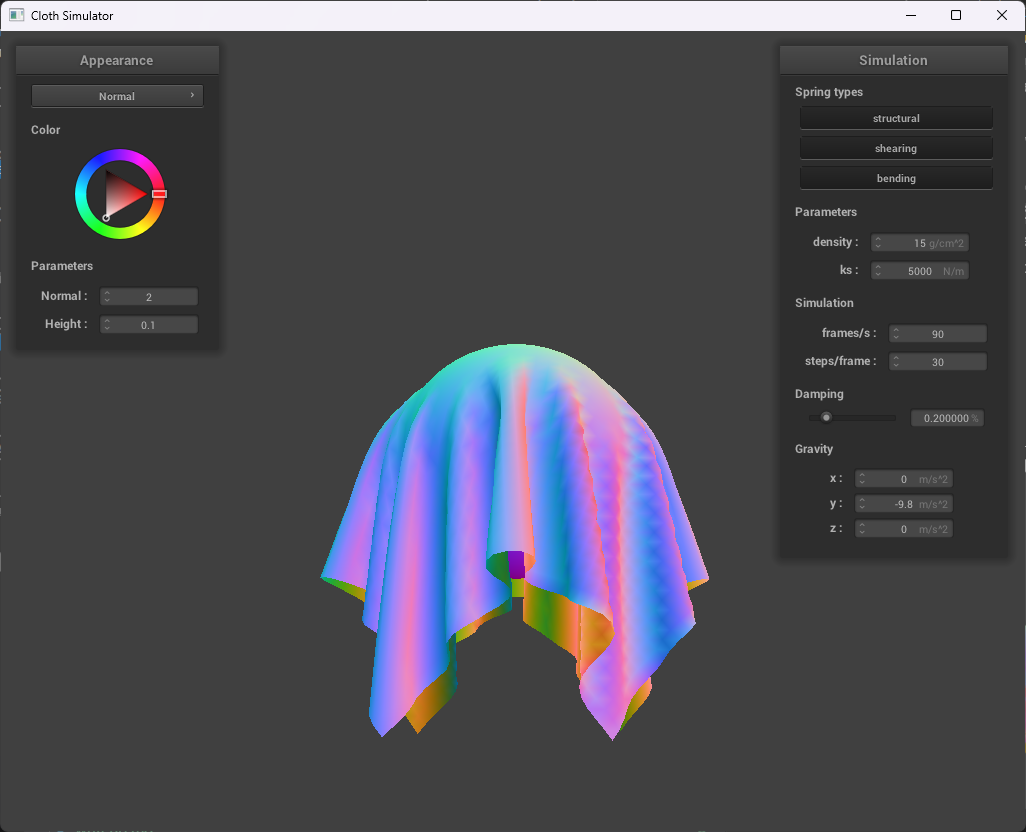 Cloth Simulator
Appearance
Normal
Color
Parameters
Normal :
2
Height :
0.1
Simulation
Spring types
structural
shearing
bending
Parameters
density :
15 g/cm^2
ks :
5000 N/m
Simulation
frames/s :
90
steps/frame :
30
Damping
0.200000 %
Gravity
x :
0 m/s^2
y :
-9.8 m/s^2
z :
0 m/s^2